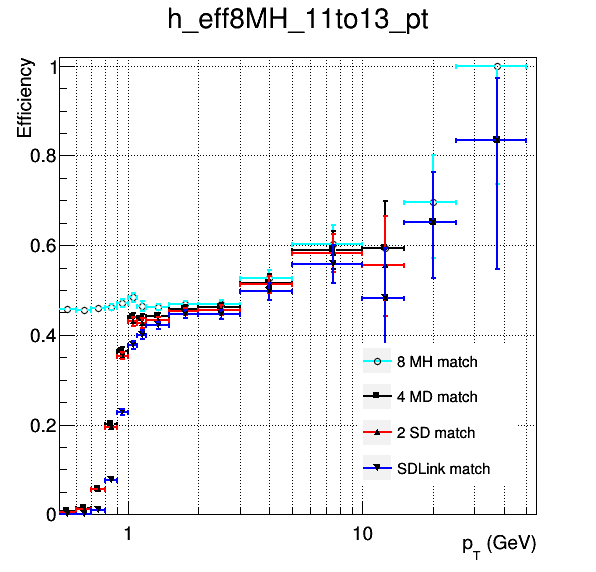 h_eff8MH_11to13_pt
Efficiency
1
0.8
0.6
0.4
0.2
0
8 MH match
4 MD match
2 SD match
SDLink match
1
10
p_T (GeV)